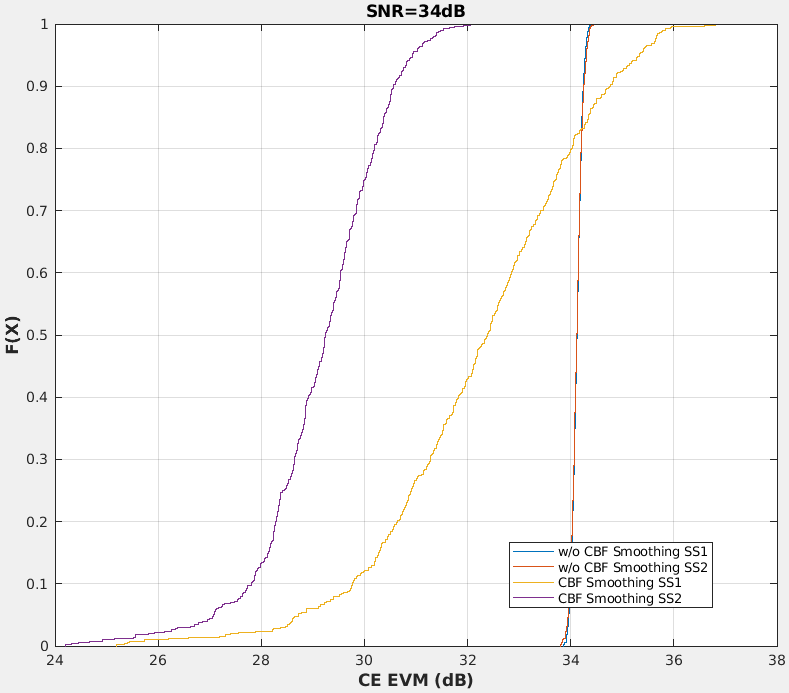 SNR=34dB
1
0.9
0.8
0.7
0.6
0.5
0.4
0.3
0.2
0.1
0
F(X)
w/o CBF Smoothing SS1
w/o CBF Smoothing SS2
CBF Smoothing SS1
CBF Smoothing SS2
24 26 28 30 32 34 36 38
CE EVM (dB)